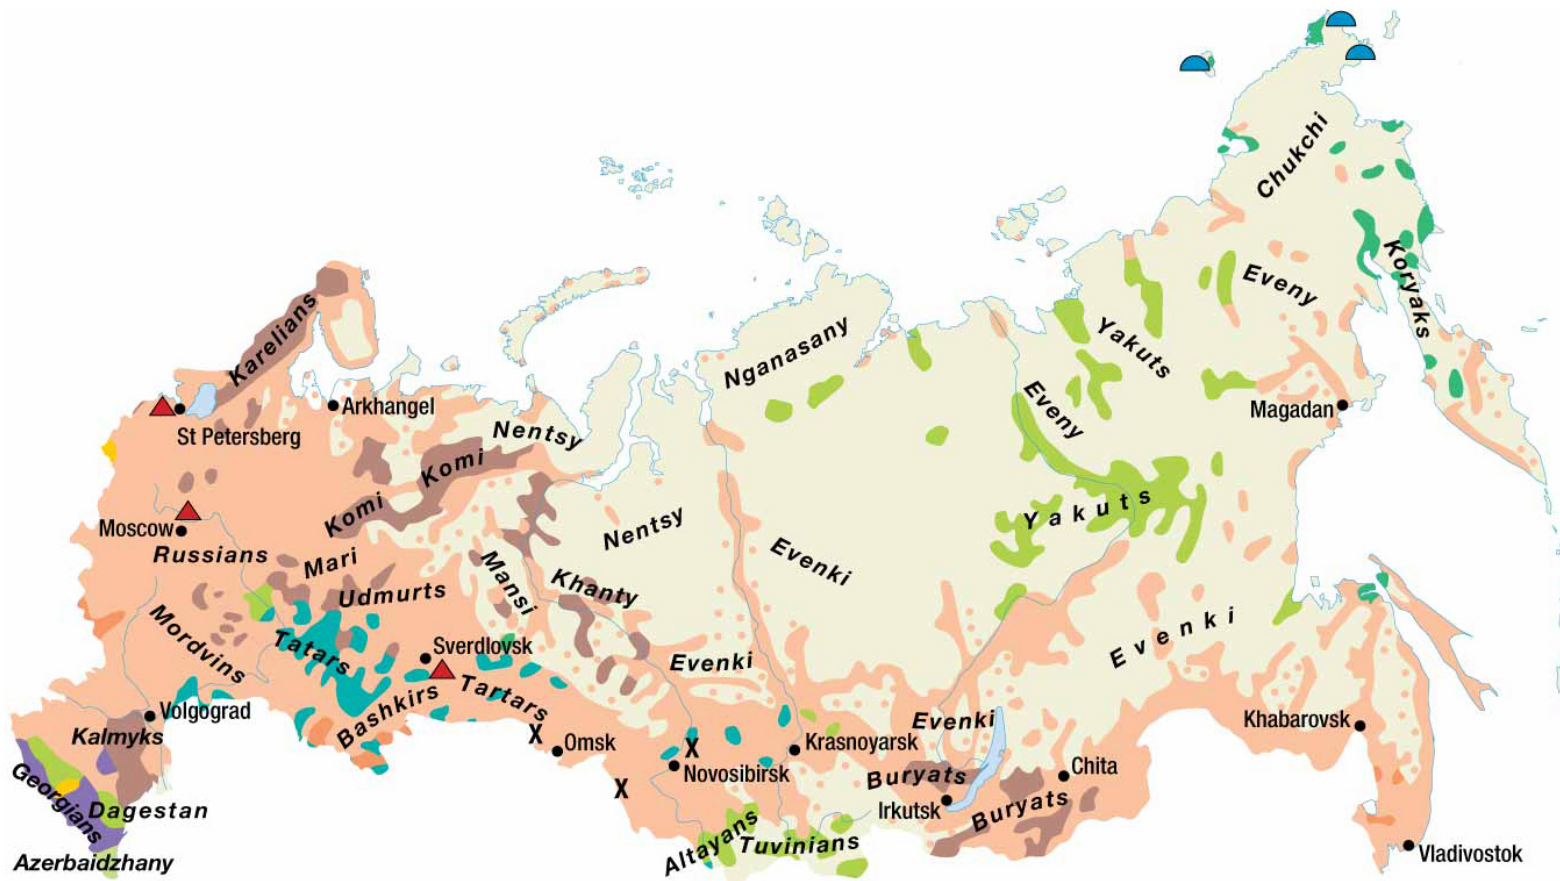 Chukchi
Koryaks
Eveny
Yakuts
Nganasany
Eveny
Karelians
Magadan
Arkhangel
St Petersberg
Nentsy
Komi
Komi
Yakuts
Nentsy
Moscow
Russians
Mari
Evenki
Mansi
Khanty
Udmurts
Mordvins
Tatars
Sverdlovsk
Evenki
Evenki
Bashkirs
Tartars
Volgograd
Kalmyks
X
Omsk
X
Krasnoyarsk
Evenki
Khabarovsk
Novosibirsk
X
Buryats
Chita
Georgians
Dagestan
Irkutsk
Buryats
Altayans
Tuvinians
Vladivostok
Azerbaidzhany